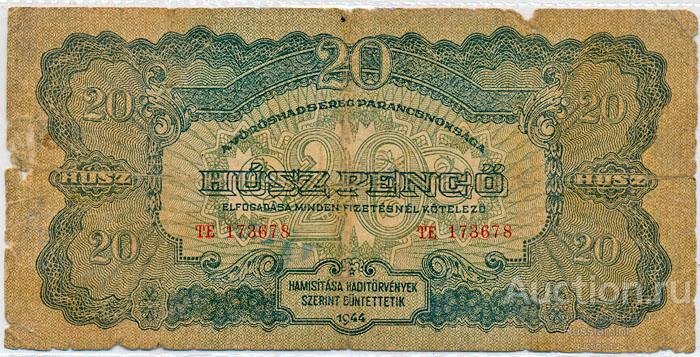 20
20 20
A VÖRÖSHADSEREG PARANCSNOKSÁGA
20
HÚSZ HÚSZ PENGŐ HÚSZ
ELFOGADÁSA MINDEN FIZETÉSNÉL KÖTELEZŐ
TE 173678 TE 173678
20 20
HAMISÍTÁSA HADITÖRVÉNYEK
SZERINT BÜNTETTETIK
1944
Auction.ru